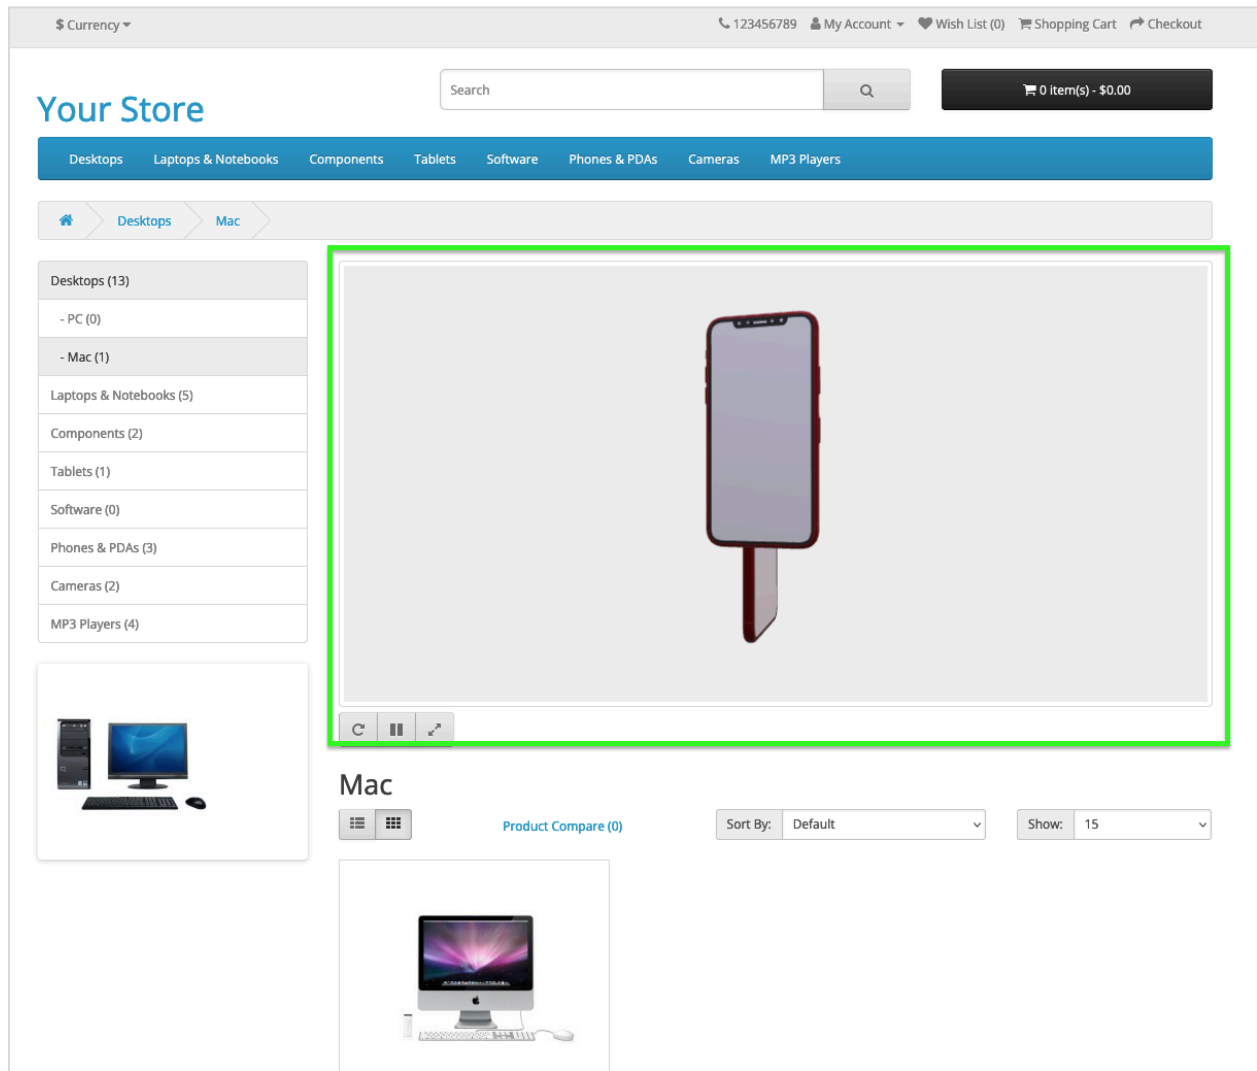 $ Currency
123456789 My Account Wish List (0) Shopping Cart Checkout
Your Store
Search
0 item(s) - $0.00
Desktops Laptops & Notebooks Components Tablets Software Phones & PDAs Cameras MP3 Players
Desktops Mac
Desktops (13)
- PC (0)
- Mac (1)
Laptops & Notebooks (5)
Components (2)
Tablets (1)
Software (0)
Phones & PDAs (3)
Cameras (2)
MP3 Players (4)
Mac
Product Compare (0)
Sort By: Default
Show: 15